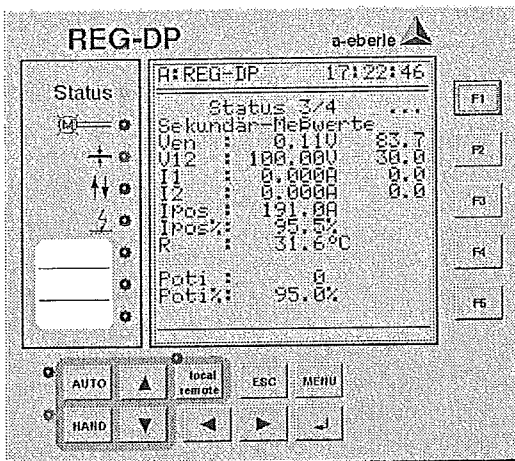 REG-DP
a-eberle
Status
A:REG-DP 17:22:46
Status 3/4 ...
Sekundär-Meßwerte
Uen : 0.11V 83.7
U12 : 100.00V 30.0
I1 : 0.000A 0.0
I2 : 0.000A 0.0
Ipos : 191.0A
Ipos%: 95.5%
R : 31.6°C
Poti : 0
Poti%: 95.0%
F1
F2
F3
F4
F5
M
AUTO
local
remote
ESC
MENU
HAND